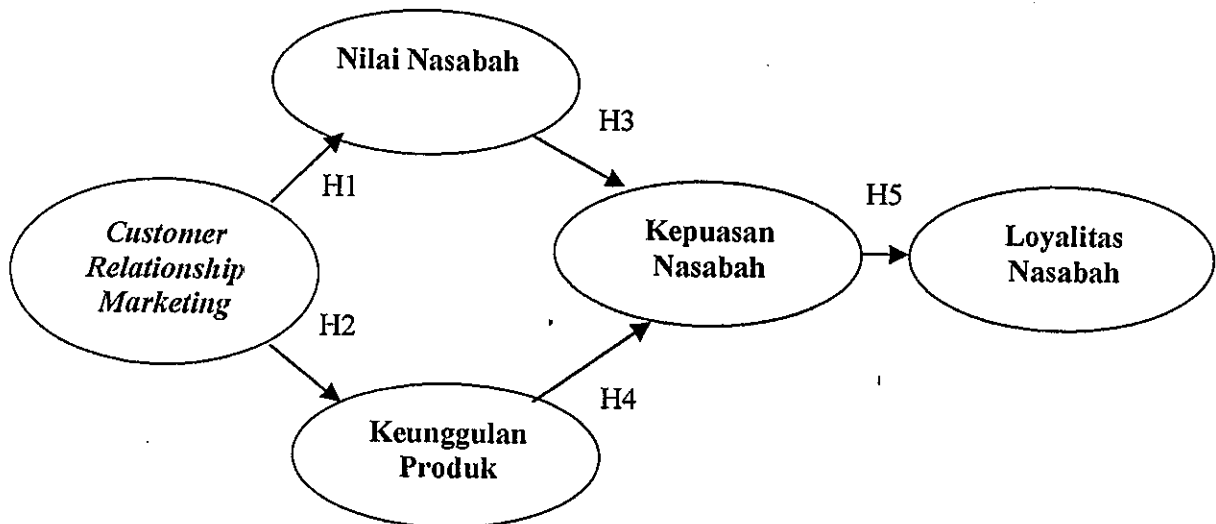 Nilai Nasabah
H3
H1
H5
Customer
Relationship
Marketing
Kepuasan
Nasabah
Loyalitas
Nasabah
H2
H4
Keunggulan
Produk